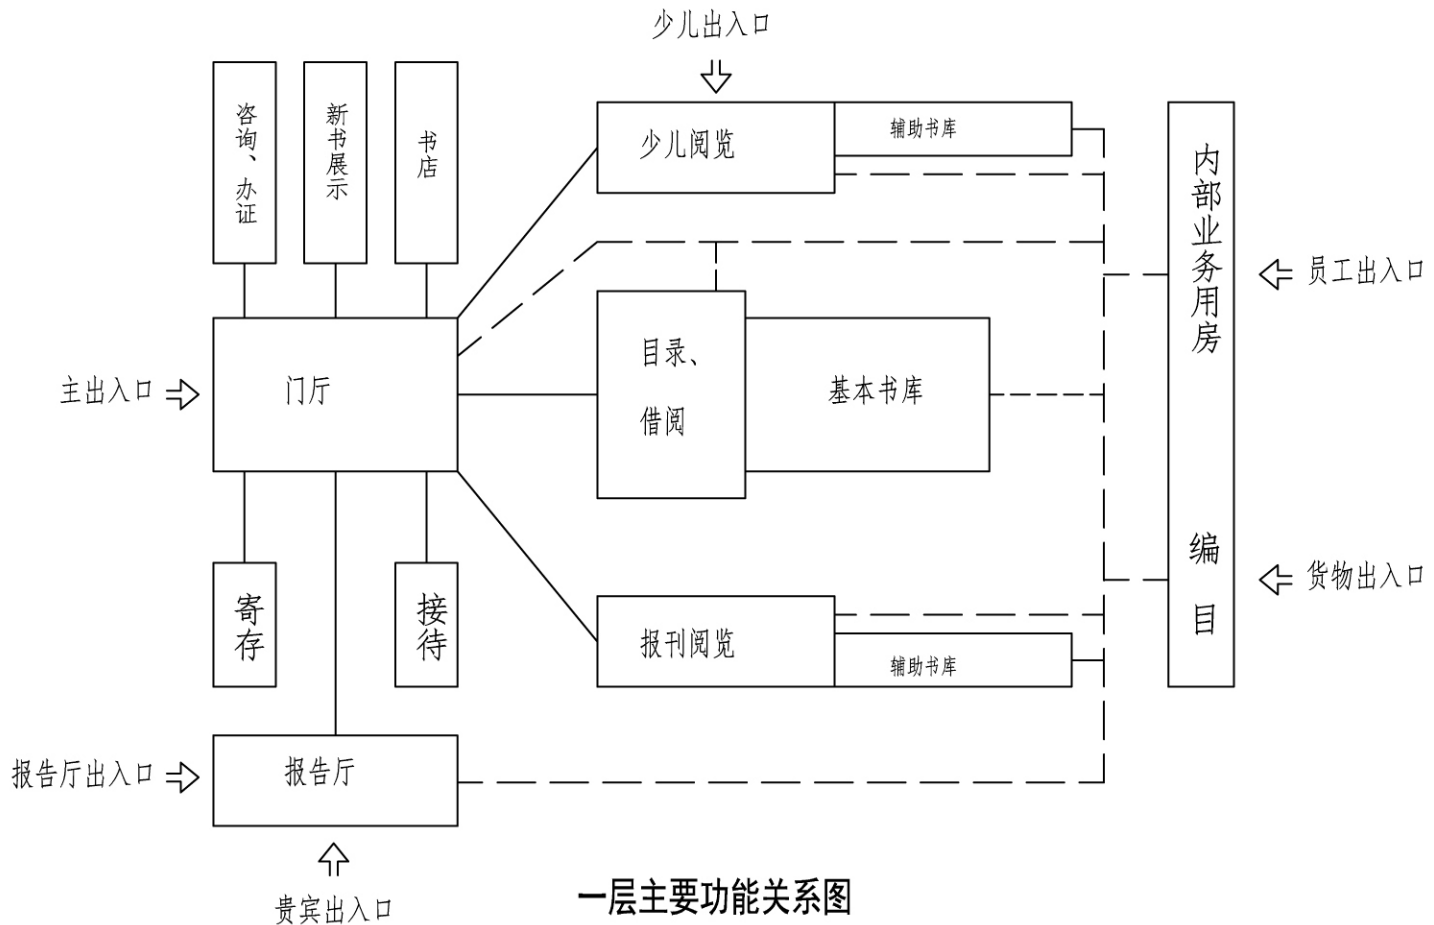 少儿出入口
咨询、办证
新书展示
书店
少儿阅览
辅助书库
内部业务用房
员工出入口
主出入口
门厅
目录、
借阅
基本书库
编目
货物出入口
寄存
接待
报刊阅览
辅助书库
报告厅出入口
报告厅
贵宾出入口
一层主要功能关系图